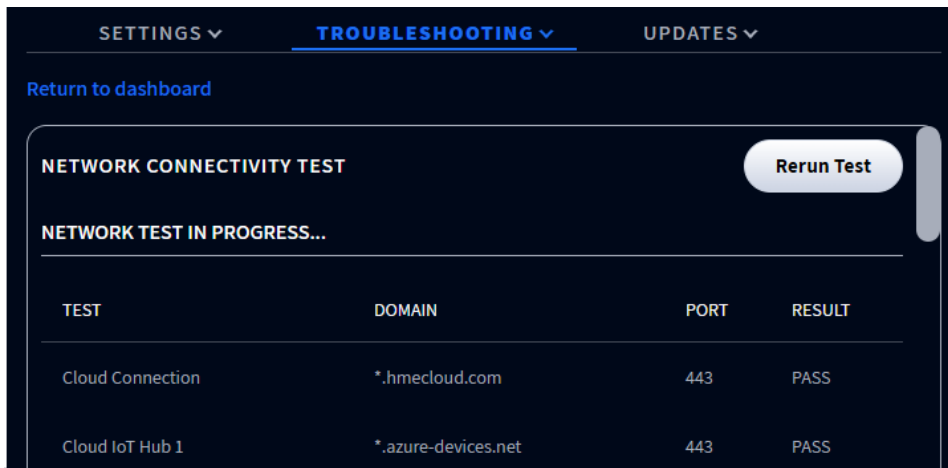 SETTINGS TROUBLESHOOTING UPDATES
Return to dashboard
NETWORK CONNECTIVITY TEST Rerun Test
NETWORK TEST IN PROGRESS...
TEST DOMAIN PORT RESULT
Cloud Connection *.hmecloud.com 443 PASS
Cloud IoT Hub 1 *.azure-devices.net 443 PASS